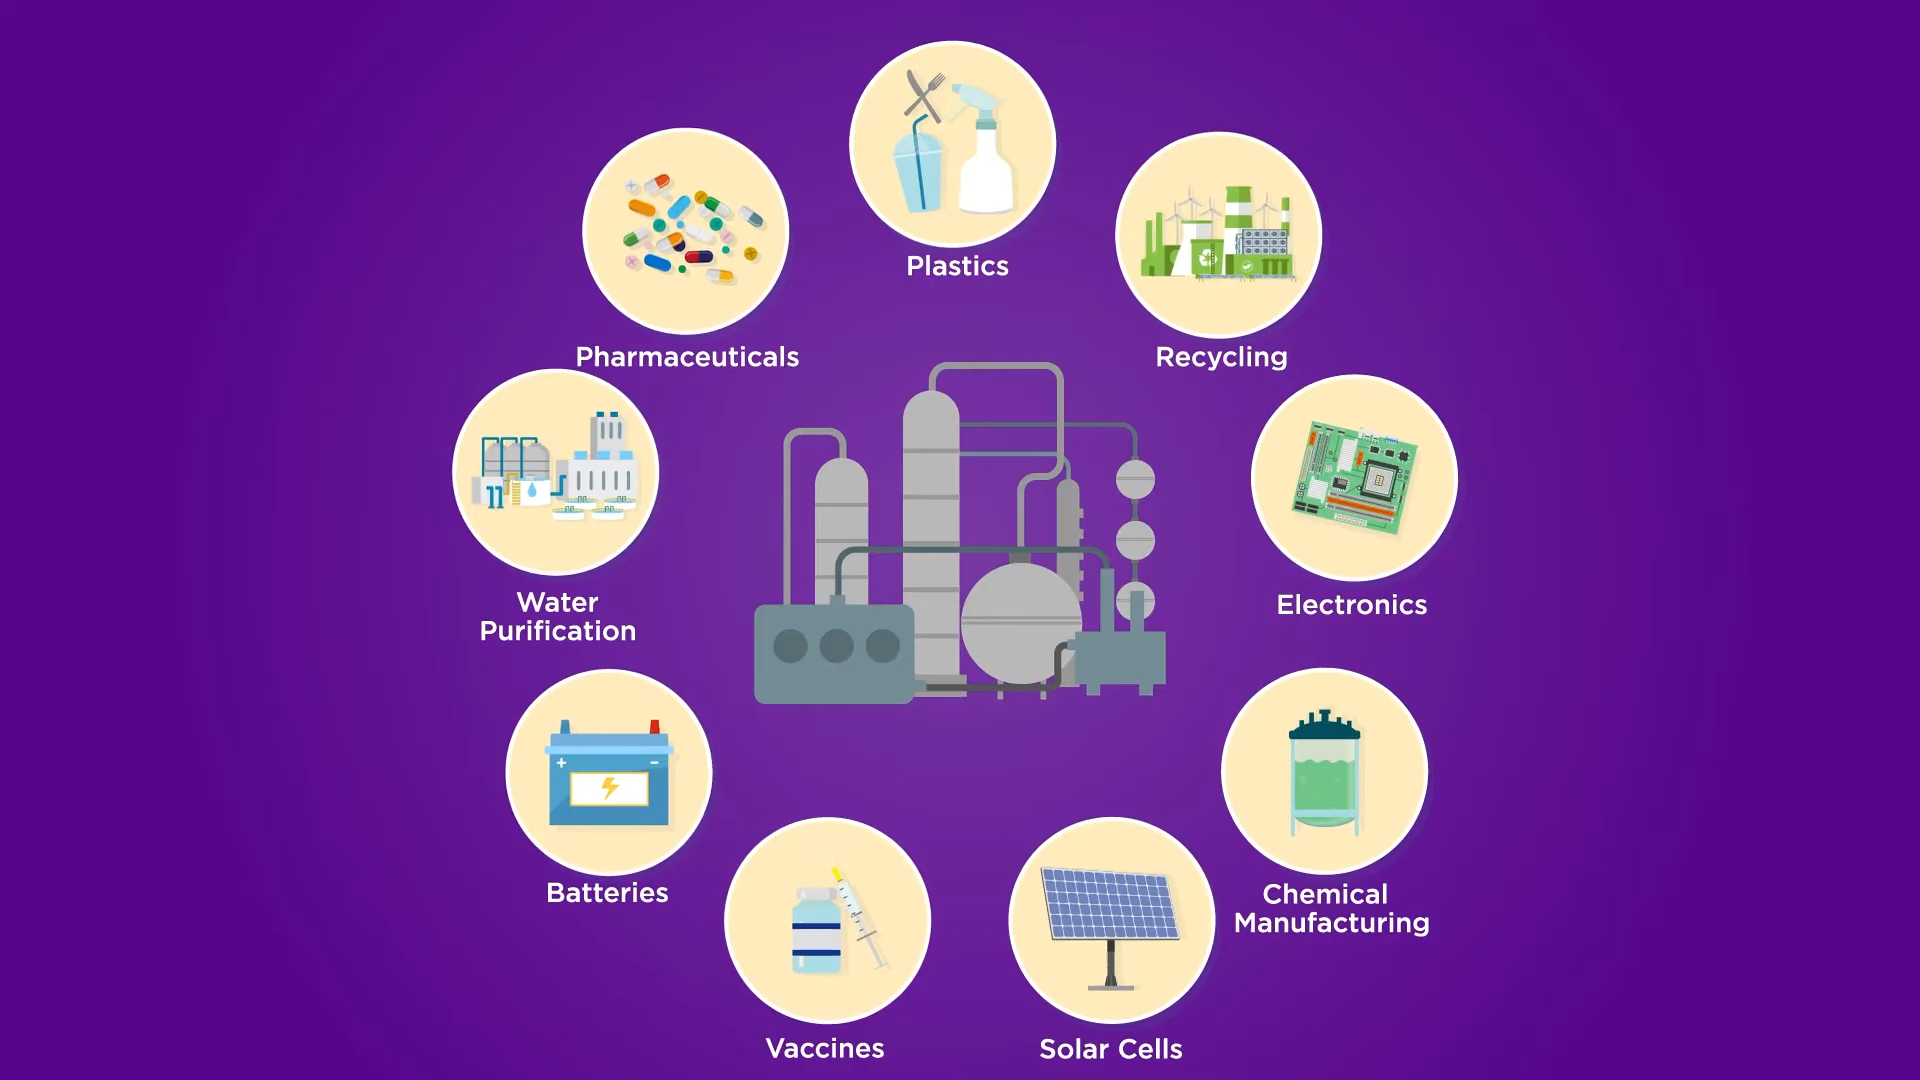 Plastics
Pharmaceuticals
Recycling
Water
Purification
Electronics
Batteries
Chemical
Manufacturing
Vaccines
Solar Cells